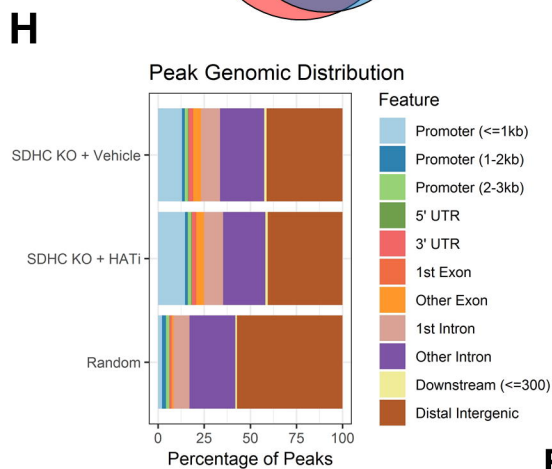 H
Peak Genomic Distribution
SDHC KO + Vehicle
SDHC KO + HATi
Random
0 25 50 75 100
Percentage of Peaks
Feature
Promoter (<=1kb)
Promoter (1-2kb)
Promoter (2-3kb)
5' UTR
3' UTR
1st Exon
Other Exon
1st Intron
Other Intron
Downstream (<=300)
Distal Intergenic